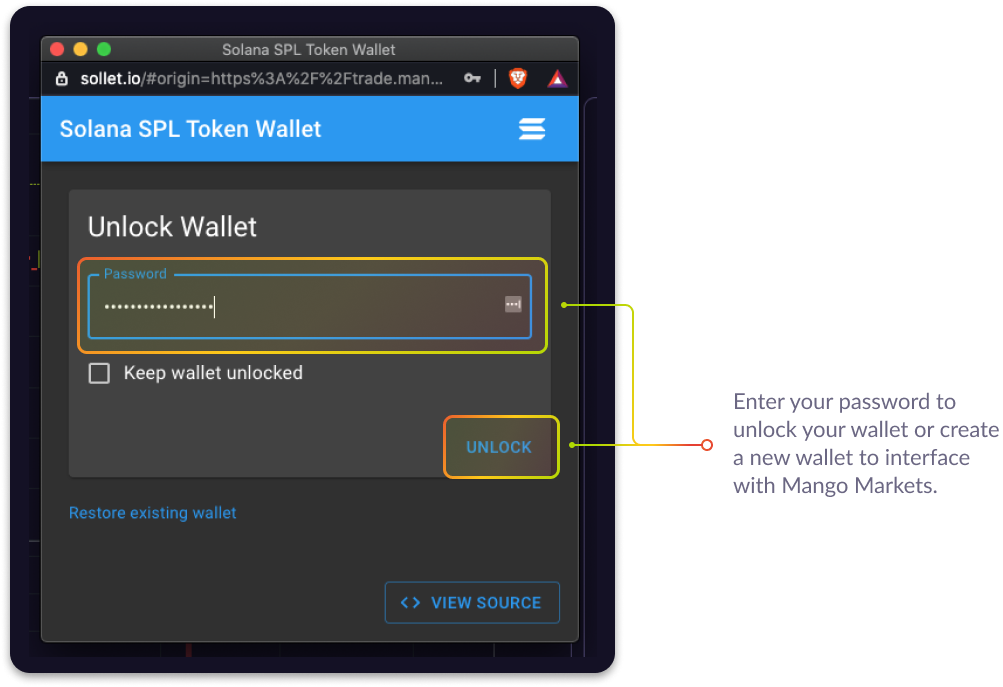 Solana SPL Token Wallet
sollet.io/#origin=https%3A%2F%2Ftrade.man...
Solana SPL Token Wallet
Unlock Wallet
Password
•••••••••••••••••
Keep wallet unlocked
UNLOCK
Restore existing wallet
<> VIEW SOURCE
Enter your password to
unlock your wallet or create
a new wallet to interface
with Mango Markets.